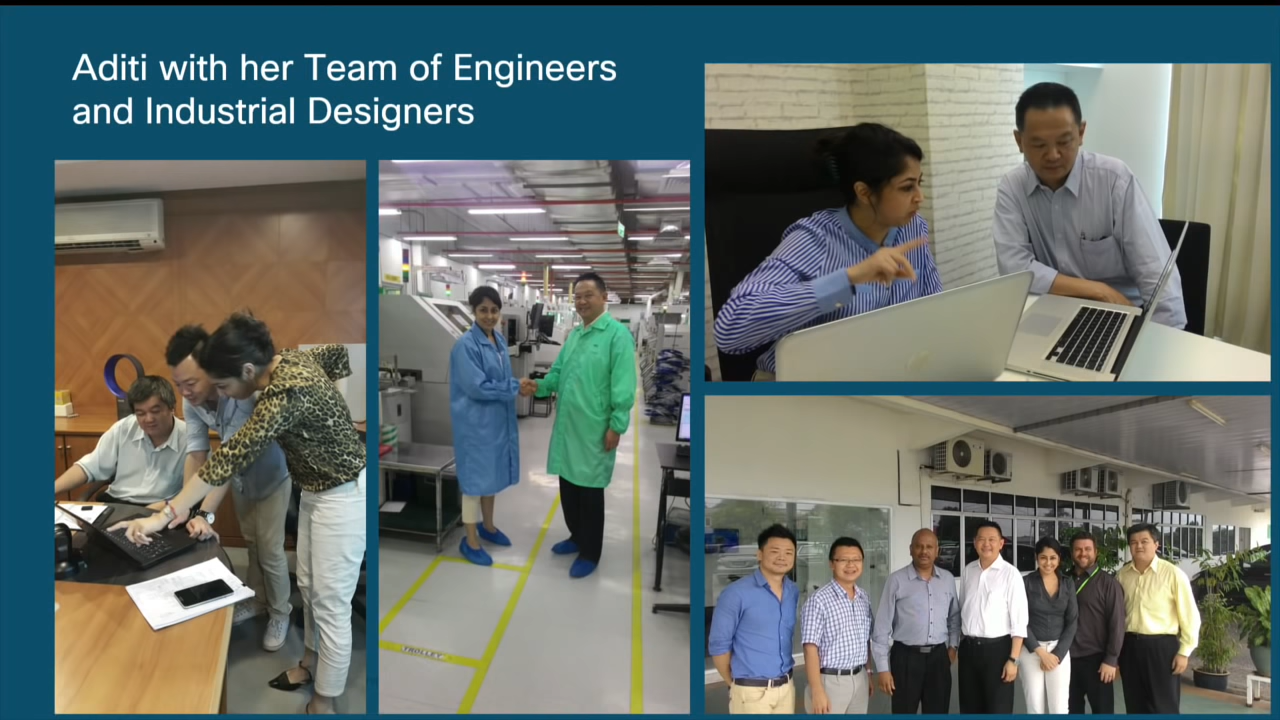 Aditi with her Team of Engineers
and Industrial Designers
TROLLEY